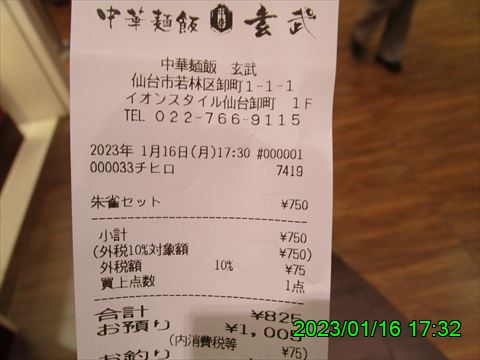 中華麺飯 玄武
中華麺飯 玄武
仙台市若林区卸町1-1-1
イオンスタイル仙台卸町 1F
TEL 022-766-9115
2023年 1月16日(月)17:30 #000001
000033チヒロ 7419
朱雀セット ¥750
小計 ¥750
(外税10%対象額 ¥750)
外税額 10% ¥75
買上点数 1点
合計 ¥825
お預り ¥1,005
(内消費税等 ¥75)
お釣り
2023/01/16 17:32